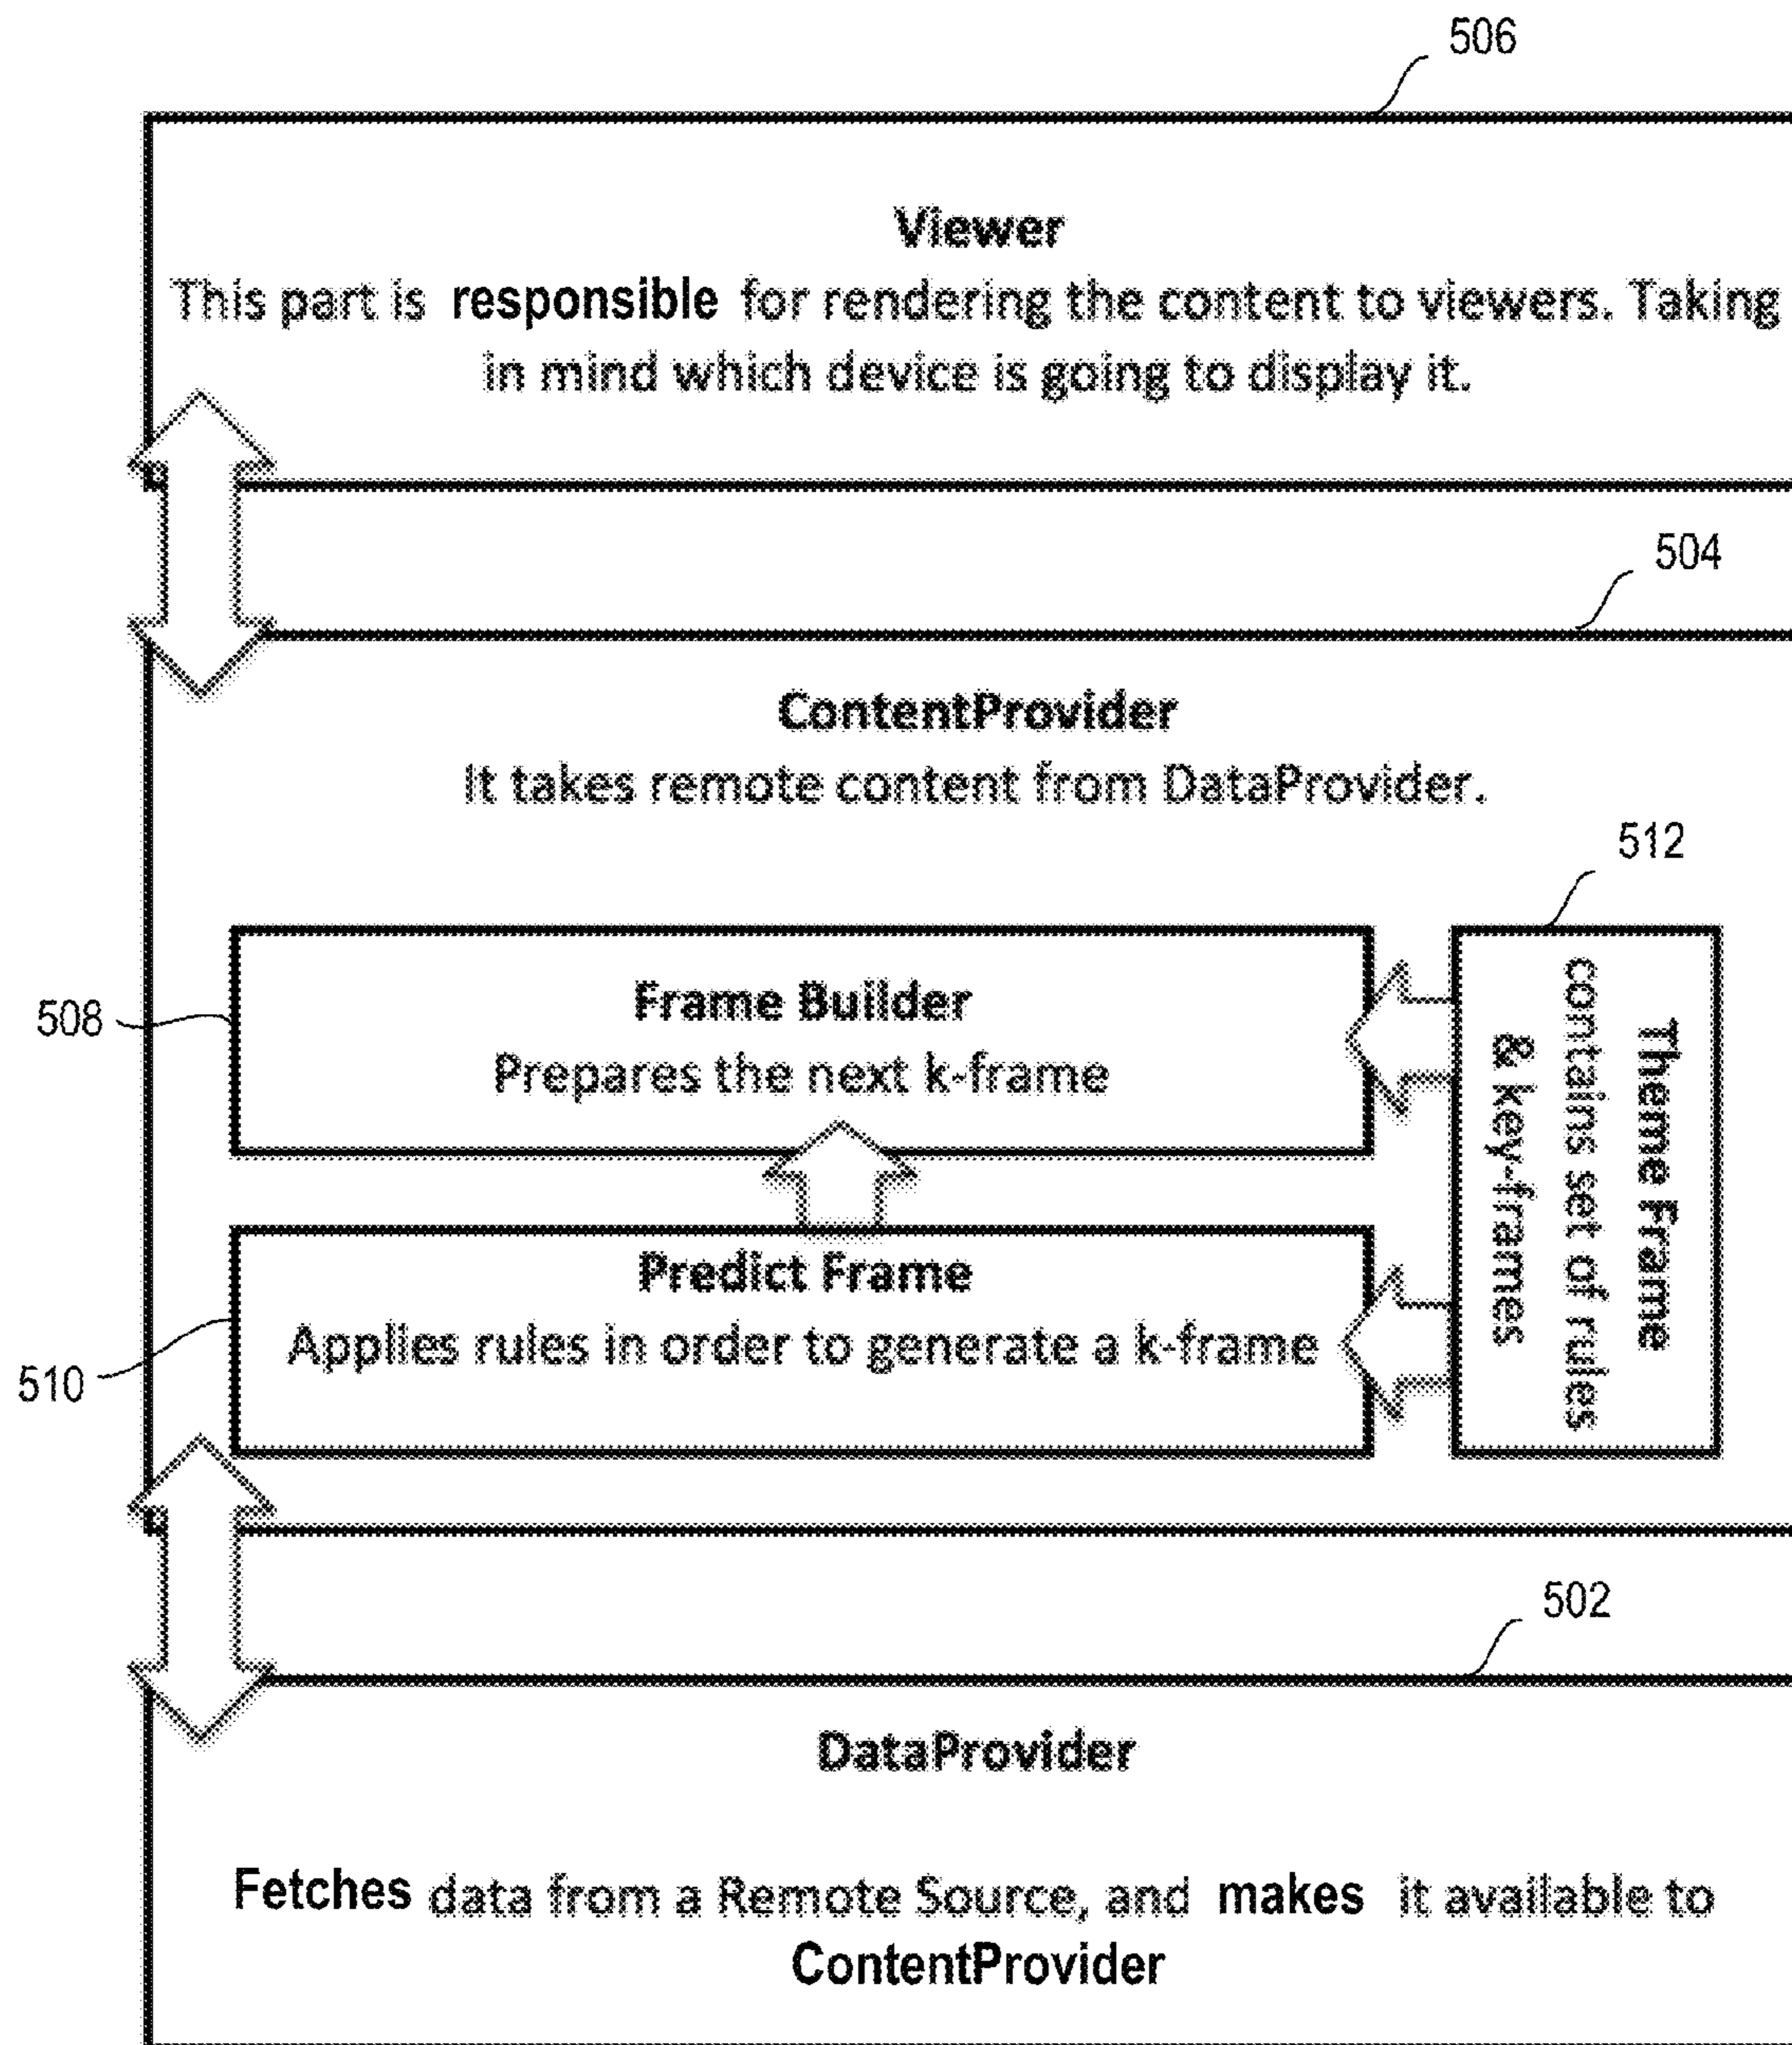 506
Viewer
This part is responsible for rendering the content to viewers. Taking
in mind which device is going to display it.
504
ContentProvider
It takes remote content from DataProvider.
512
508
Frame Builder
Prepares the next k-frame
Theme Frame
contains set of rules
& key-frames
Predict Frame
Applies rules in order to generate a k-frame
510
502
DataProvider
Fetches data from a Remote Source, and makes it available to
ContentProvider